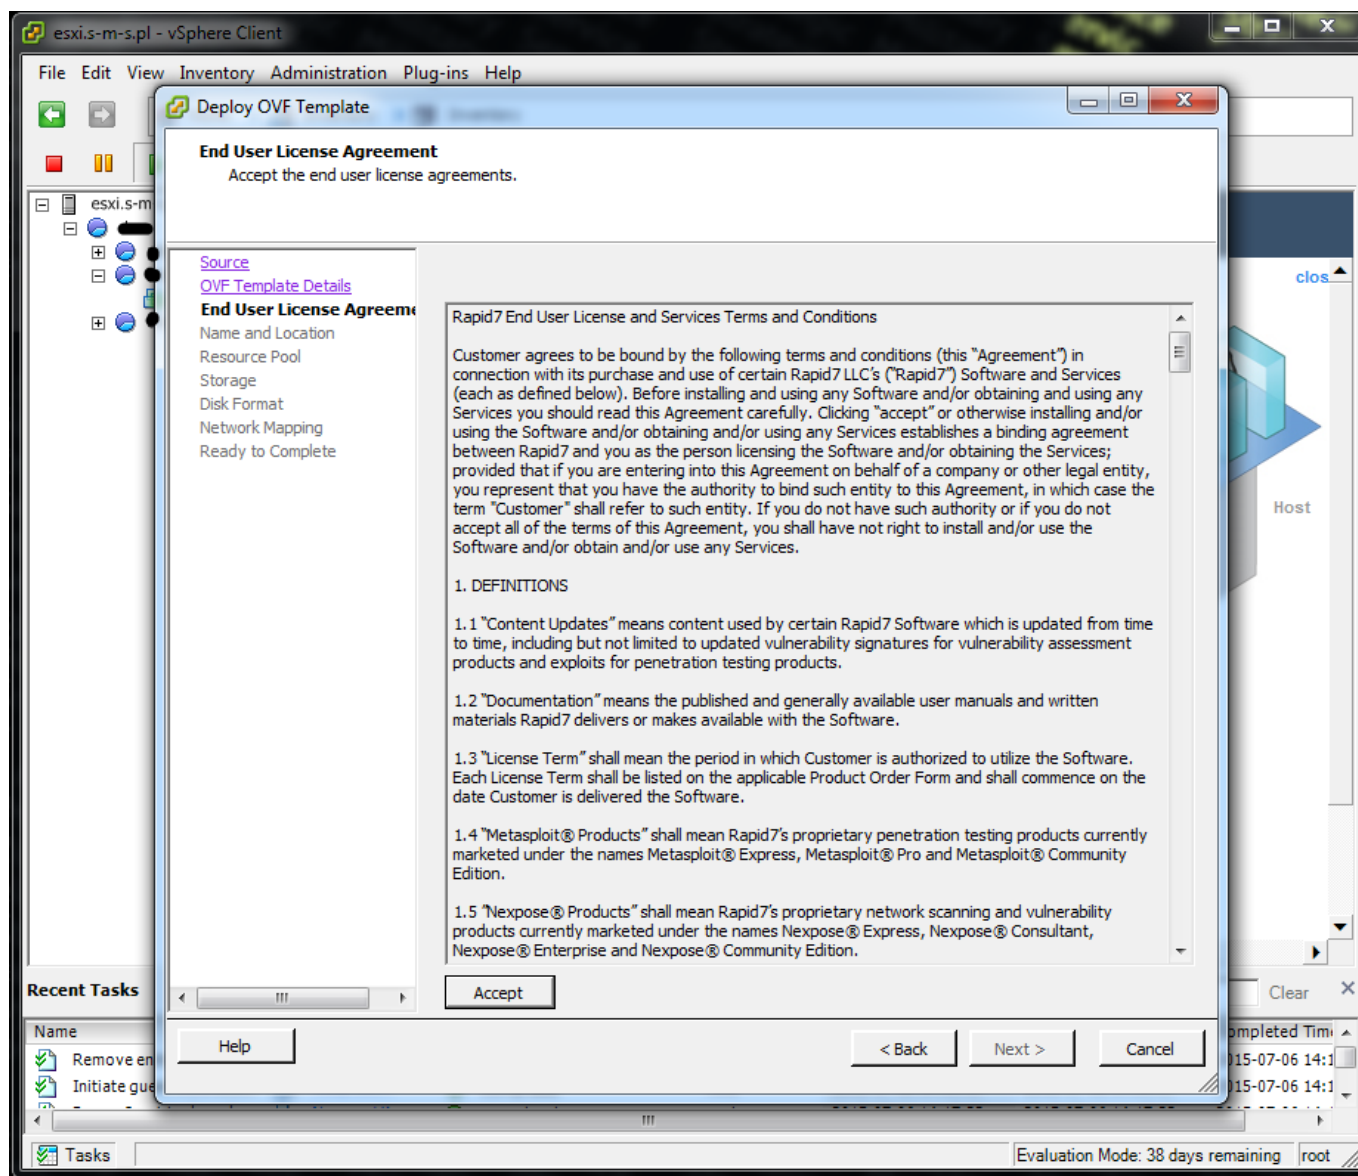 esxi.s-m-s.pl - vSphere Client
File Edit View Inventory Administration Plug-ins Help
Deploy OVF Template
Inventory
End User License Agreement
Accept the end user license agreements.
esxi.s-m
Source
OVF Template Details
End User License Agreeme
Name and Location
Resource Pool
Storage
Disk Format
Network Mapping
Ready to Complete
Rapid7 End User License and Services Terms and Conditions
Customer agrees to be bound by the following terms and conditions (this "Agreement") in
connection with its purchase and use of certain Rapid7 LLC's ("Rapid7") Software and Services
(each as defined below). Before installing and using any Software and/or obtaining and using any
Services you should read this Agreement carefully. Clicking "accept" or otherwise installing and/or
using the Software and/or obtaining and/or using any Services establishes a binding agreement
between Rapid7 and you as the person licensing the Software and/or obtaining the Services;
provided that if you are entering into this Agreement on behalf of a company or other legal entity,
you represent that you have the authority to bind such entity to this Agreement, in which case the
term "Customer" shall refer to such entity. If you do not have such authority or if you do not
accept all of the terms of this Agreement, you shall have not right to install and/or use the
Software and/or obtain and/or use any Services.
1. DEFINITIONS
1.1 "Content Updates" means content used by certain Rapid7 Software which is updated from time
to time, including but not limited to updated vulnerability signatures for vulnerability assessment
products and exploits for penetration testing products.
1.2 "Documentation" means the published and generally available user manuals and written
materials Rapid7 delivers or makes available with the Software.
1.3 "License Term" shall mean the period in which Customer is authorized to utilize the Software.
Each License Term shall be listed on the applicable Product Order Form and shall commence on the
date Customer is delivered the Software.
1.4 "Metasploit® Products" shall mean Rapid7's proprietary penetration testing products currently
marketed under the names Metasploit® Express, Metasploit® Pro and Metasploit® Community
Edition.
1.5 "Nexpose® Products" shall mean Rapid7's proprietary network scanning and vulnerability
products currently marketed under the names Nexpose® Express, Nexpose® Consultant,
Nexpose® Enterprise and Nexpose® Community Edition.
clos
Host
Accept
Help
< Back
Next >
Cancel
Recent Tasks
Clear
Name
ompleted Time
Remove en
15-07-06 14:1
Initiate gue
15-07-06 14:1
Tasks
Evaluation Mode: 38 days remaining
root